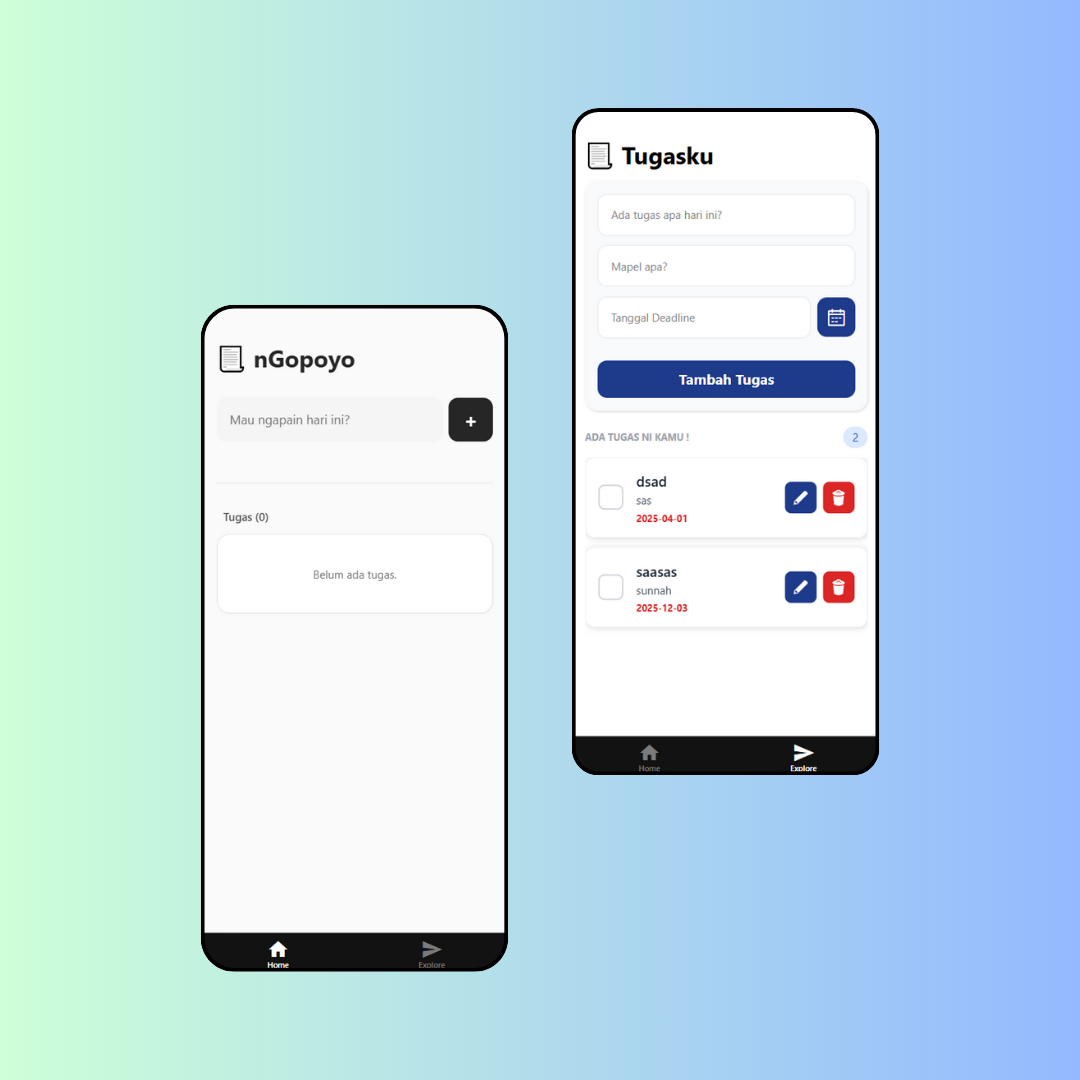 nGopoyo
Mau ngapain hari ini?
+
Tugas (0)
Belum ada tugas.
Home
Explore
Tugasku
Ada tugas apa hari ini?
Mapel apa?
Tanggal Deadline
Tambah Tugas
ADA TUGAS NI KAMU !
2
dsad
sas
2025-04-01
saasas
sunnah
2025-12-03
Home
Explore